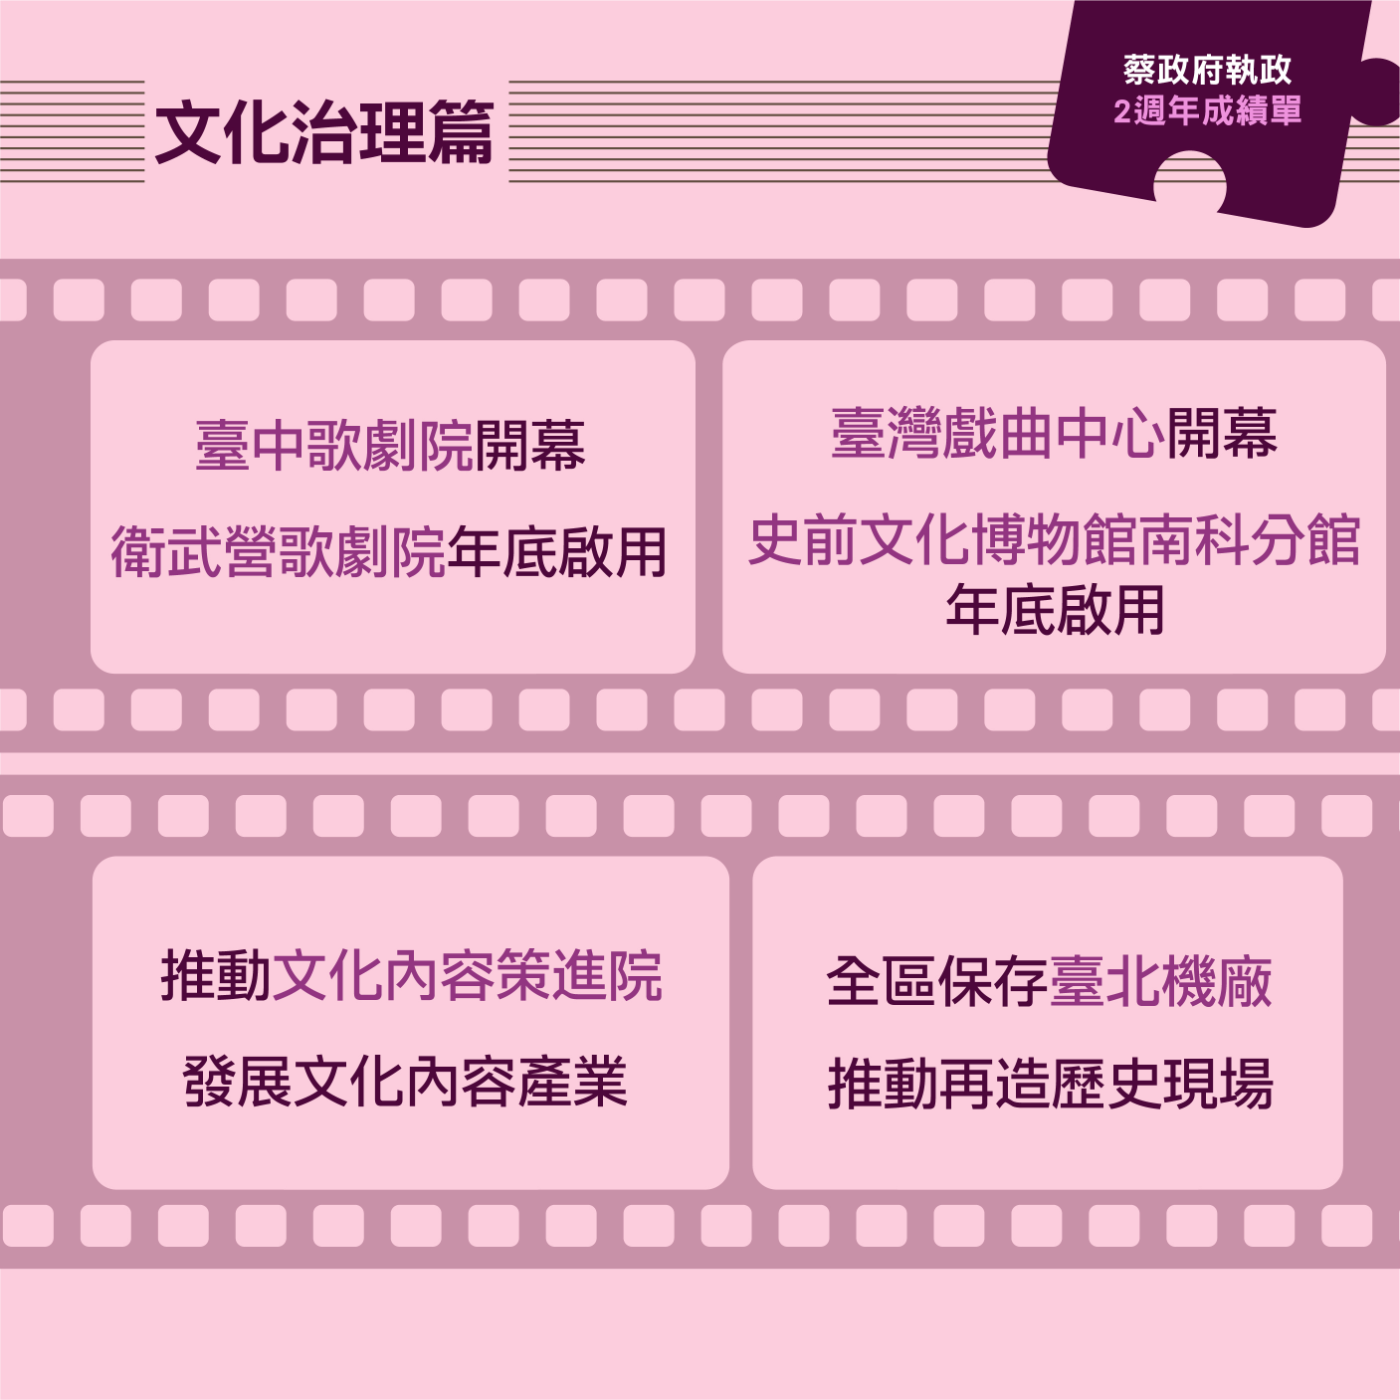 文化治理篇
蔡政府執政
2週年成績單
臺中歌劇院開幕
衛武營歌劇院年底啟用
臺灣戲曲中心開幕
史前文化博物館南科分館
年底啟用
推動文化內容策進院
發展文化內容產業
全區保存臺北機廠
推動再造歷史現場